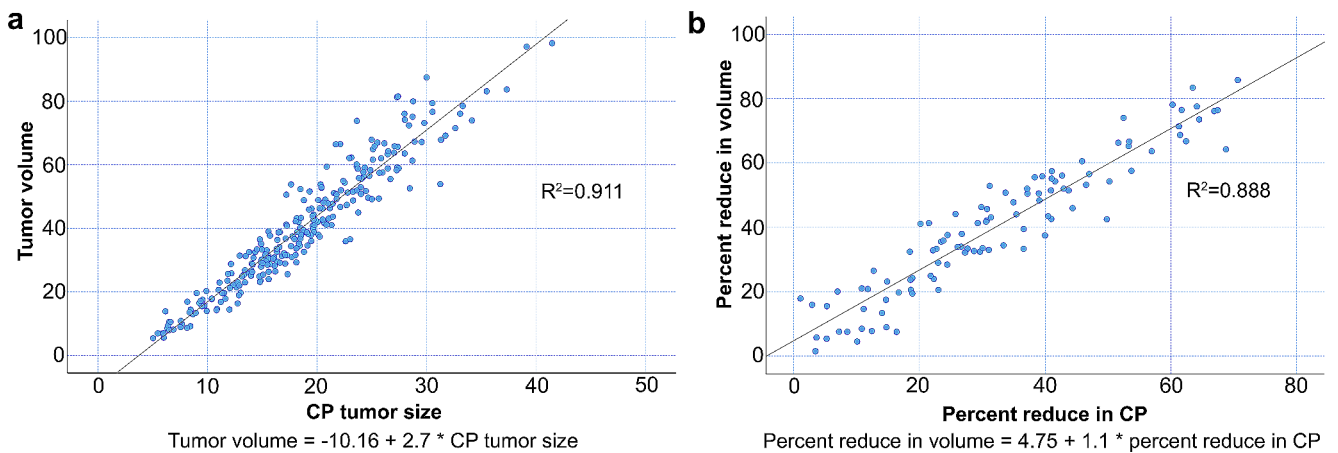 a
Tumor volume
100
80
60
40
20
0
R²=0.911
0 10 20 30 40 50
CP tumor size
Tumor volume = -10.16 + 2.7 * CP tumor size
b
Percent reduce in volume
100
80
60
40
20
0
R²=0.888
0 20 40 60 80
Percent reduce in CP
Percent reduce in volume = 4.75 + 1.1 * percent reduce in CP